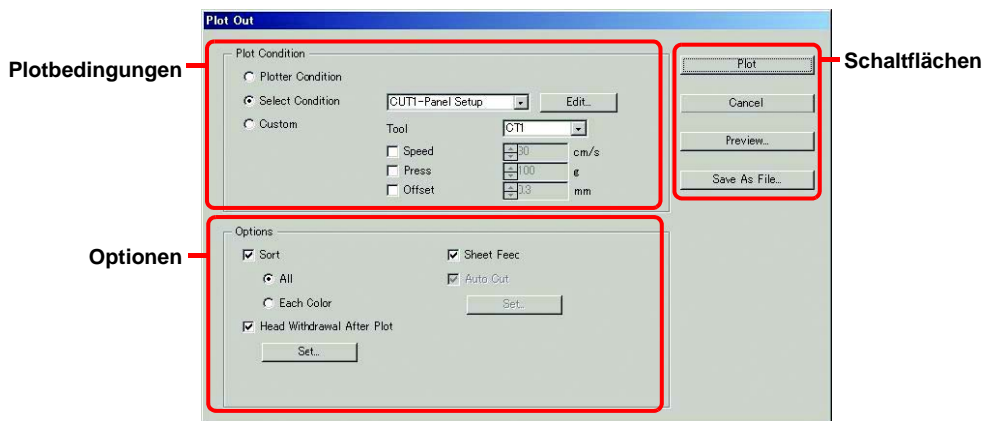 Plot Out
Plotbedingungen
Plot Condition
Plotter Condition
Select Condition CUT1-Panel Setup Edit...
Custom Tool CT1
Speed 30 cm/s
Press 100 g
Offset 0.3 mm
Schaltflächen
Plot
Cancel
Preview...
Save As File...
Optionen
Options
Sort Sheet Feec
All Auto Cut
Each Color Set...
Head Withdrawal After Plot
Set...